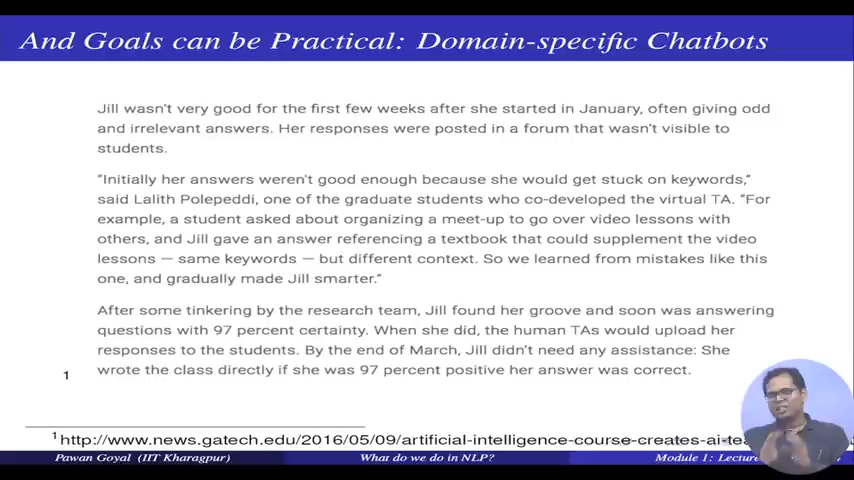 And Goals can be Practical: Domain-specific Chatbots
Jill wasn't very good for the first few weeks after she started in January, often giving odd
and irrelevant answers. Her responses were posted in a forum that wasn't visible to
students.
"Initially her answers weren't good enough because she would get stuck on keywords,"
said Lalith Polepeddi, one of the graduate students who co-developed the virtual TA. "For
example, a student asked about organizing a meet-up to go over video lessons with
others, and Jill gave an answer referencing a textbook that could supplement the video
lessons — same keywords — but different context. So we learned from mistakes like this
one, and gradually made Jill smarter."
After some tinkering by the research team, Jill found her groove and soon was answering
questions with 97 percent certainty. When she did, the human TAs would upload her
responses to the students. By the end of March, Jill didn't need any assistance: She
wrote the class directly if she was 97 percent positive her answer was correct.
1
1http://www.news.gatech.edu/2016/05/09/artificial-intelligence-course-creates-ai-tea
Pawan Goyal (IIT Kharagpur) What do we do in NLP? Module 1: Lecture